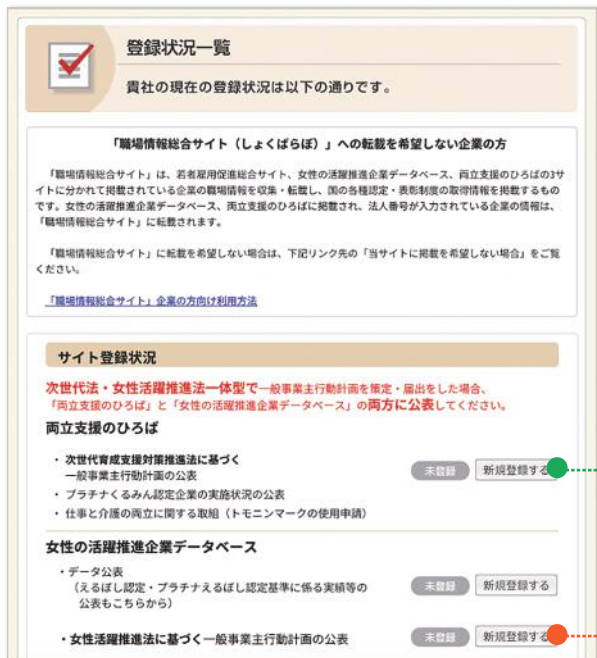 登録状況一覧
貴社の現在の登録状況は以下の通りです。
「職場情報総合サイト（しょくばらぼ）」への転載を希望しない企業の方
「職場情報総合サイト」は、若者雇用促進総合サイト、女性の活躍推進企業データベース、両立支援のひろばの3サ
イトに分かれて掲載されている企業の職場情報を収集・転載し、国の各種認定・表彰制度の取得情報を掲載するもの
です。女性の活躍推進企業データベース、両立支援のひろばに掲載され、法人番号が入力されている企業の情報は、
「職場情報総合サイト」に転載されます。
「職場情報総合サイト」に転載を希望しない場合は、下記リンク先の「当サイトに掲載を希望しない場合」をご覧
ください。
「職場情報総合サイト」企業の方向け利用方法
サイト登録状況
次世代法・女性活躍推進法一体型で一般事業主行動計画を策定・届出をした場合、
「両立支援のひろば」と「女性の活躍推進企業データベース」の両方に公表してください。
両立支援のひろば
・ 次世代育成支援対策推進法に基づく
一般事業主行動計画の公表
未登録 新規登録する
・ プラチナくるみん認定企業の実施状況の公表
・ 仕事と介護の両立に関する取組（トモニンマークの使用申請）
女性の活躍推進企業データベース
・データ公表
（えるぼし認定・プラチナえるぼし認定基準に係る実績等の
公表もこちらから）
未登録 新規登録する
・女性活躍推進法に基づく一般事業主行動計画の公表 未登録 新規登録する